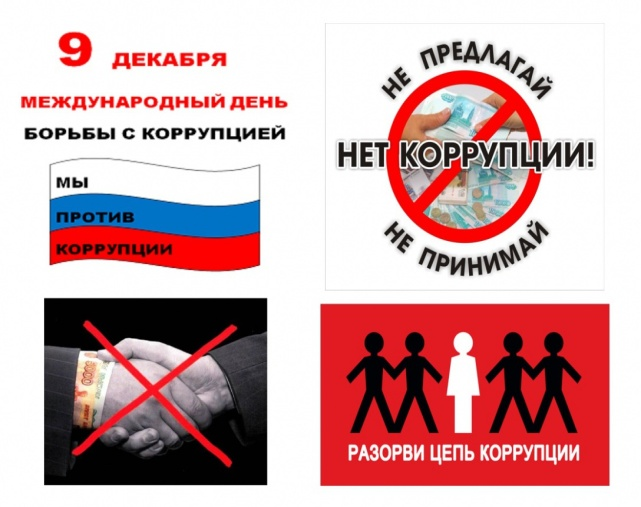 9 ДЕКАБРЯ
МЕЖДУНАРОДНЫЙ ДЕНЬ
БОРЬБЫ С КОРРУПЦИЕЙ
МЫ
ПРОТИВ
КОРРУПЦИИ
НЕ ПРЕДЛАГАЙ
НЕТ КОРРУПЦИИ!
НЕ ПРИНИМАЙ
РАЗОРВИ ЦЕПЬ КОРРУПЦИИ